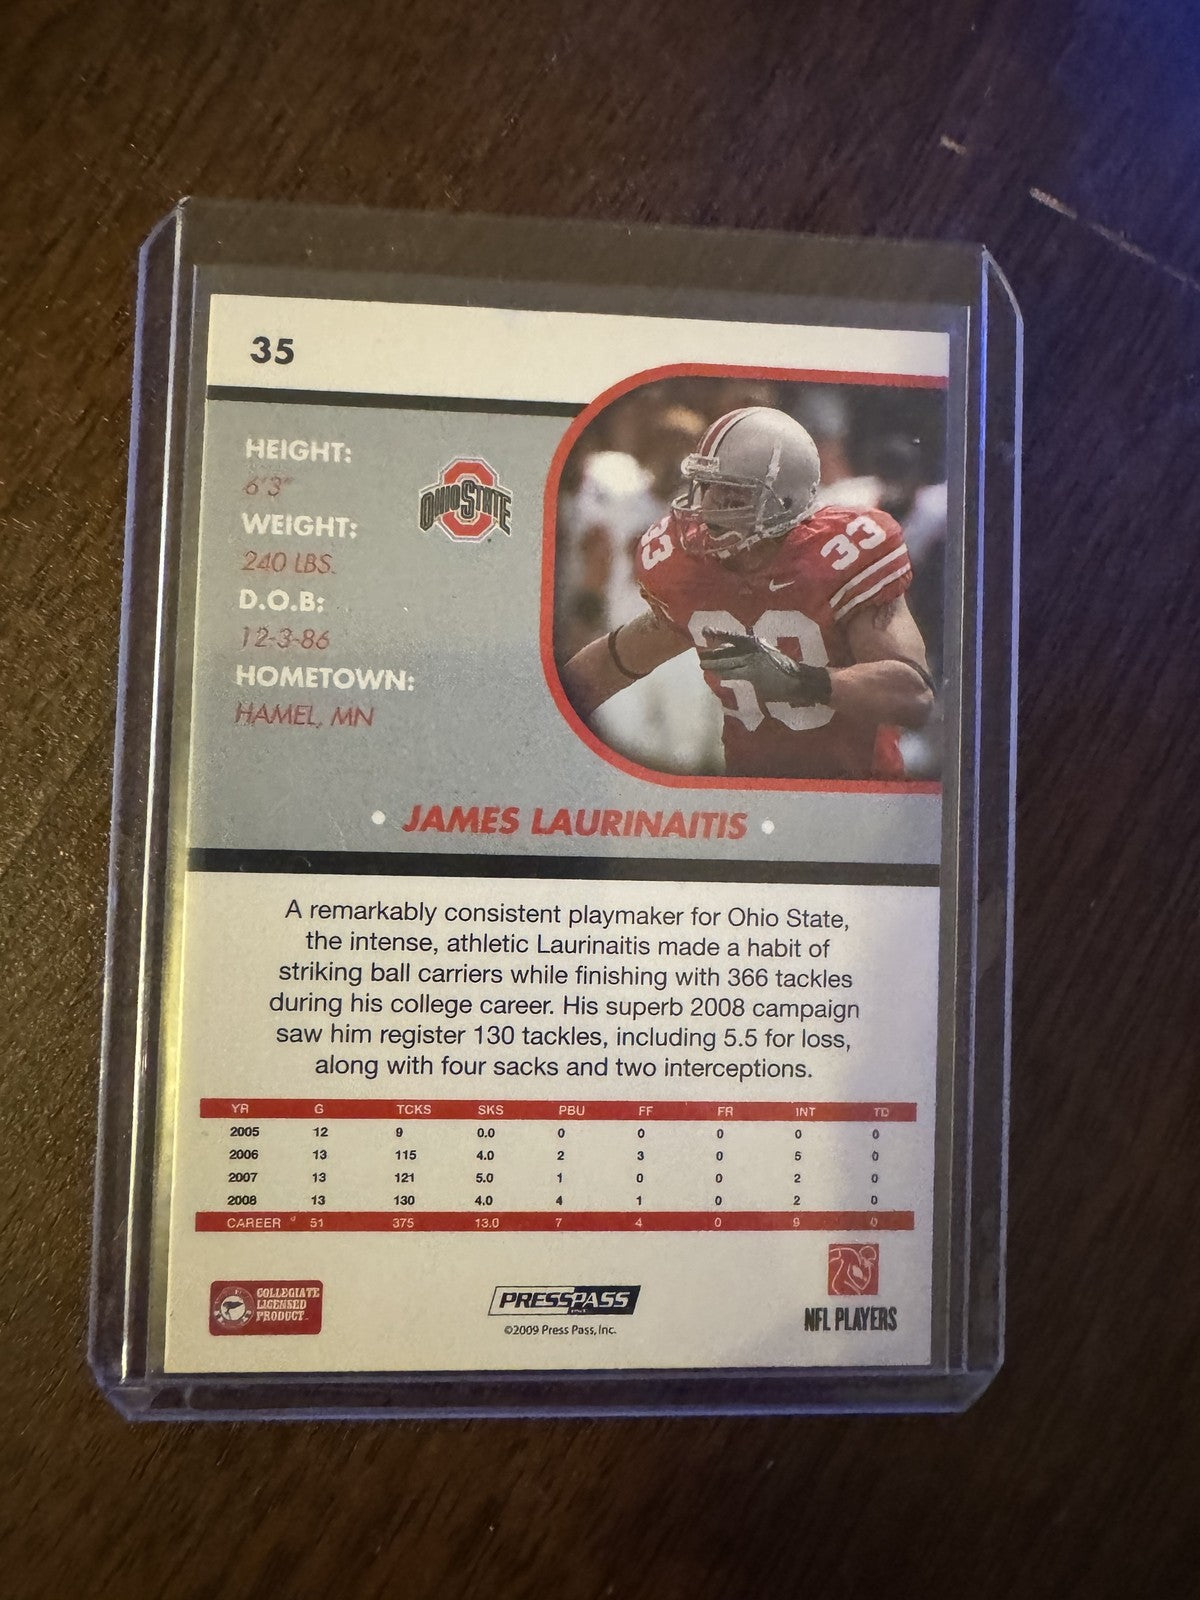 35
HEIGHT:
6'3"
WEIGHT:
240 LBS.
D.O.B:
12-3-86
HOMETOWN:
HAMEL, MN
OHIO STATE
33
33
33
• JAMES LAURINAITIS •
A remarkably consistent playmaker for Ohio State,
the intense, athletic Laurinaitis made a habit of
striking ball carriers while finishing with 366 tackles
during his college career. His superb 2008 campaign
saw him register 130 tackles, including 5.5 for loss,
along with four sacks and two interceptions.
YR G TCKS SKS PBU FF FR INT TD
2005 12 9 0.0 0 0 0 0 0
2006 13 115 4.0 2 3 0 5 0
2007 13 121 5.0 1 0 0 2 0
2008 13 130 4.0 4 1 0 2 0
CAREER 51 375 13.0 7 4 0 9 0
COLLEGIATE
LICENSED
PRODUCT
PRESS PASS
©2009 Press Pass, Inc.
NFL PLAYERS